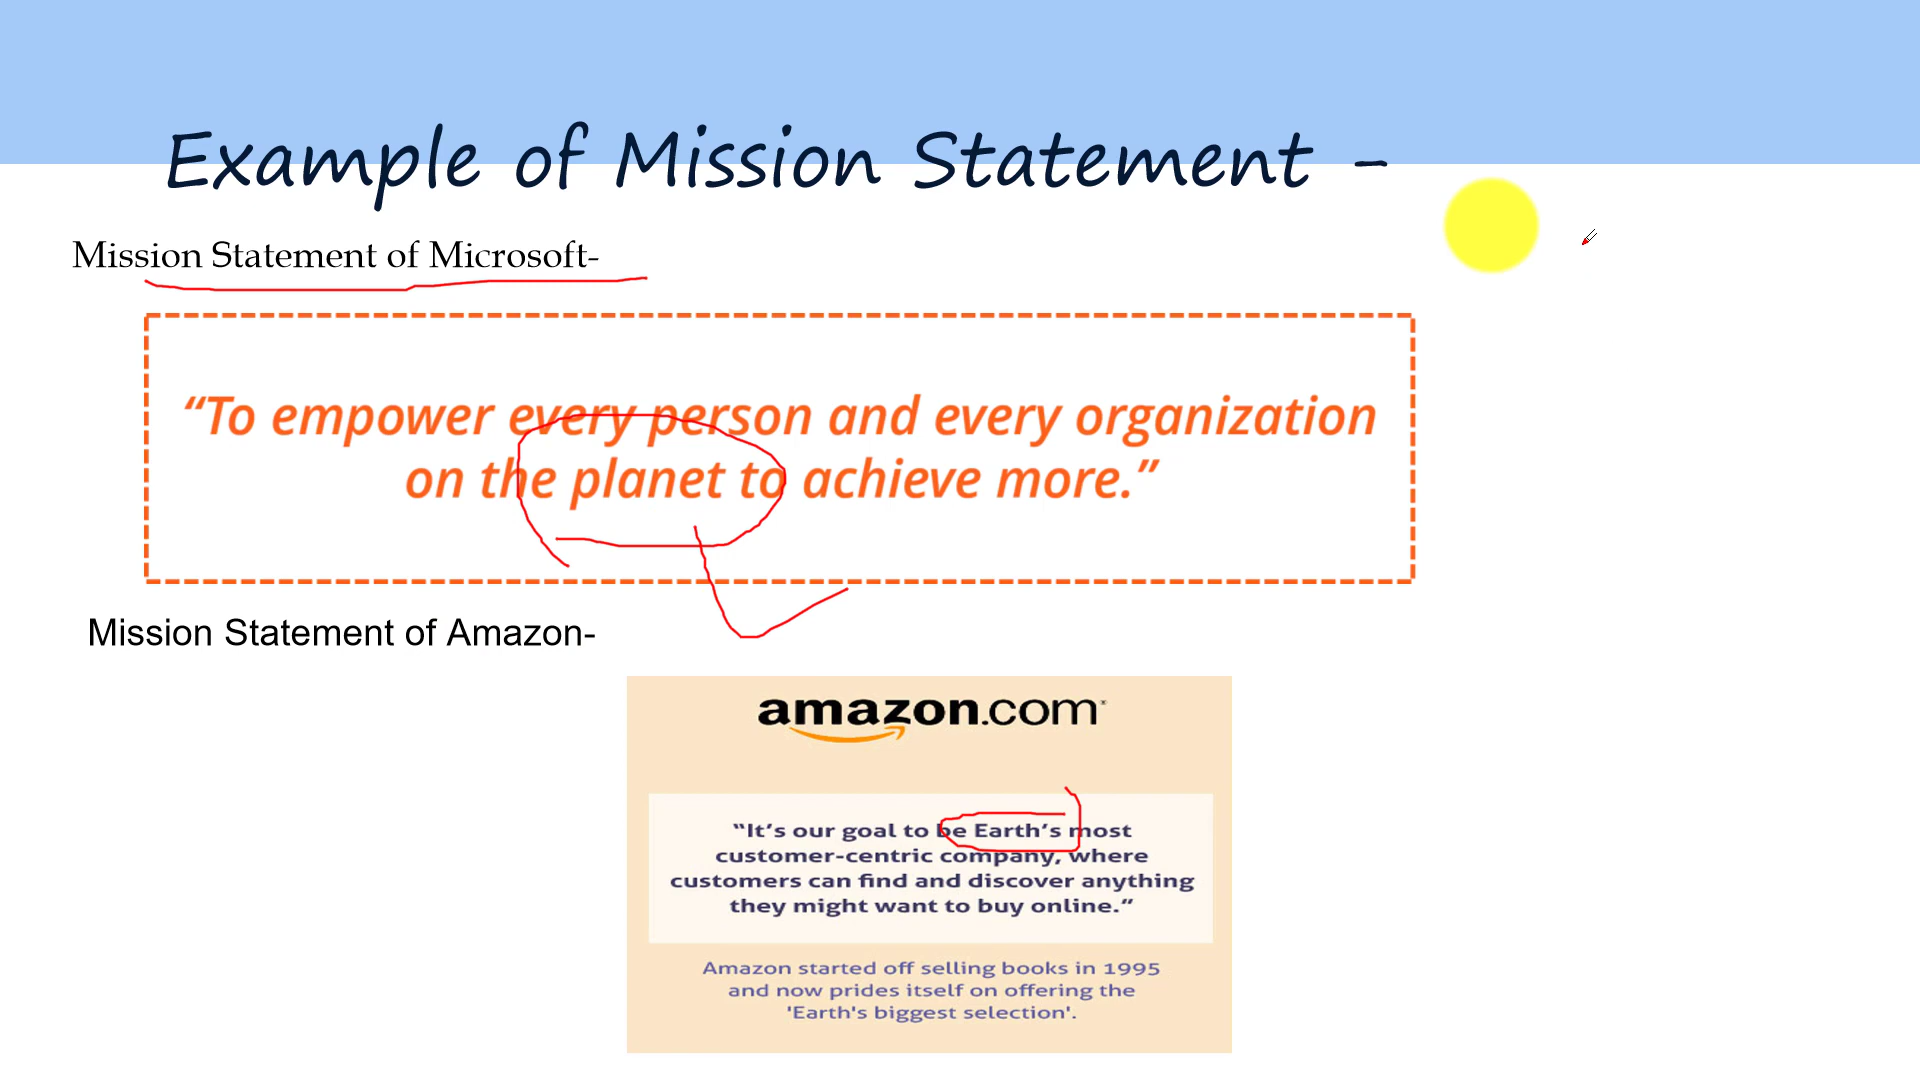 Example of Mission Statement -
Mission Statement of Microsoft-
“To empower every person and every organization
on the planet to achieve more.”
Mission Statement of Amazon-
amazon.com
“It’s our goal to be Earth’s most
customer-centric company, where
customers can find and discover anything
they might want to buy online.”
Amazon started off selling books in 1995
and now prides itself on offering the
'Earth's biggest selection'.